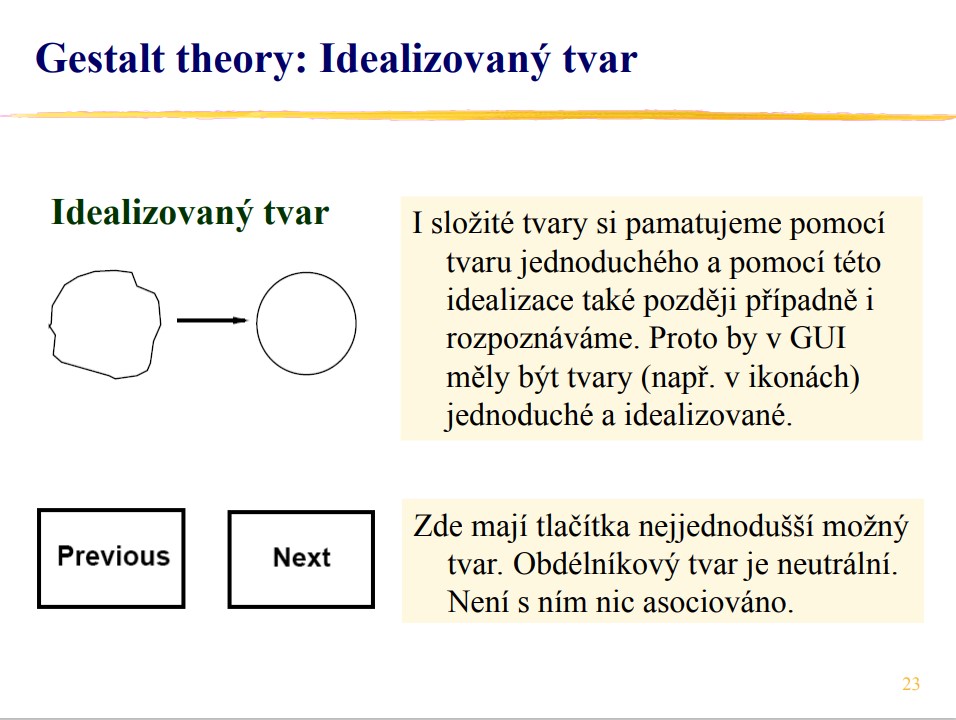 Gestalt theory: Idealizovaný tvar
Idealizovaný tvar
I složité tvary si pamatujeme pomocí
tvaru jednoduchého a pomocí této
idealizace také později případně i
rozpoznáváme. Proto by v GUI
měly být tvary (např. v ikonách)
jednoduché a idealizované.
Previous
Next
Zde mají tlačítka nejjednodušší možný
tvar. Obdélníkový tvar je neutrální.
Není s ním nic asociováno.
23